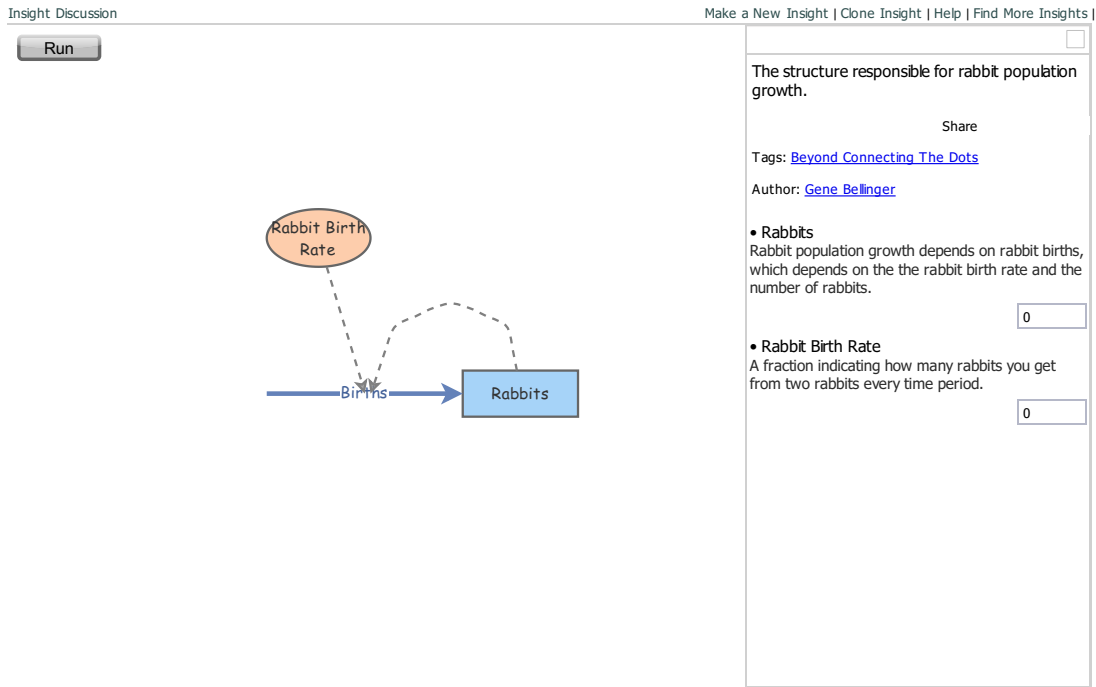 Insight Discussion
Make a New Insight | Clone Insight | Help | Find More Insights |
Run
The structure responsible for rabbit population
growth.
Share
Tags: Beyond Connecting The Dots
Author: Gene Bellinger
Rabbit Birth
Rate
Births
Rabbits
• Rabbits
Rabbit population growth depends on rabbit births,
which depends on the the rabbit birth rate and the
number of rabbits.
0
• Rabbit Birth Rate
A fraction indicating how many rabbits you get
from two rabbits every time period.
0